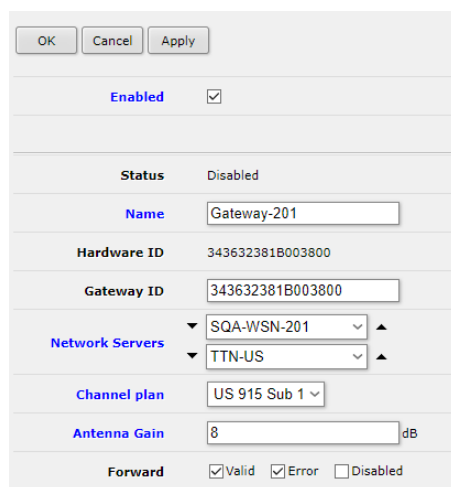 OK Cancel Apply
Enabled
Status Disabled
Name Gateway-201
Hardware ID 343632381B003800
Gateway ID 343632381B003800
Network Servers SQA-WSN-201
TTN-US
Channel plan US 915 Sub 1
Antenna Gain 8 dB
Forward Valid Error Disabled